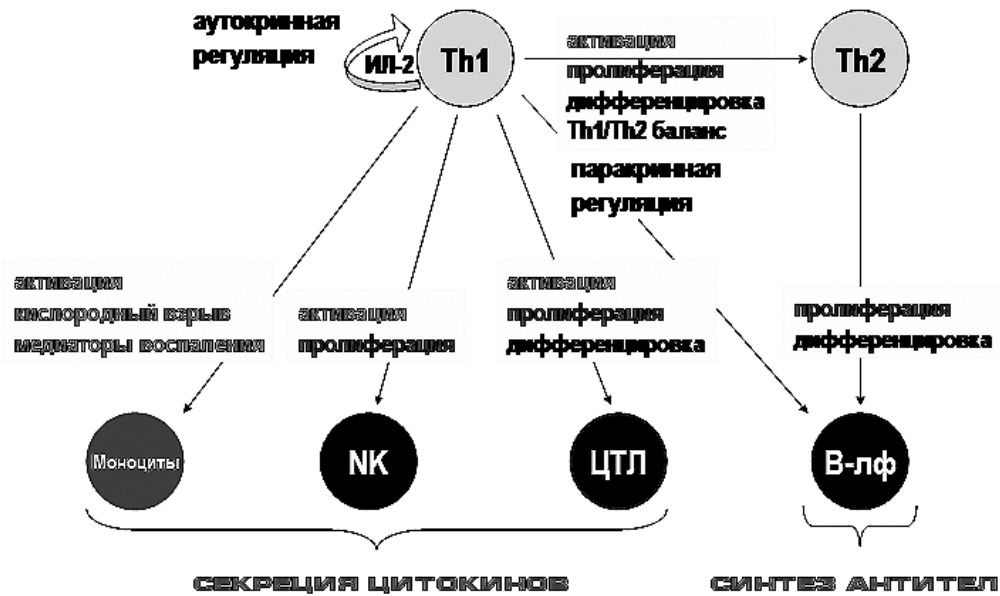 аутокринная
регуляция
ИЛ-2
Th1
активация
пролиферация
дифференцировка
Th1/Th2 баланс
Th2
паракринная
регуляция
активация
кислородный взрыв
медиаторы воспаления
активация
пролиферация
активация
пролиферация
дифференцировка
пролиферация
дифференцировка
Моноциты
NK
ЦТЛ
В-лф
СЕКРЕЦИЯ ЦИТОКИНОВ
СИНТЕЗ АНТИТЕЛ